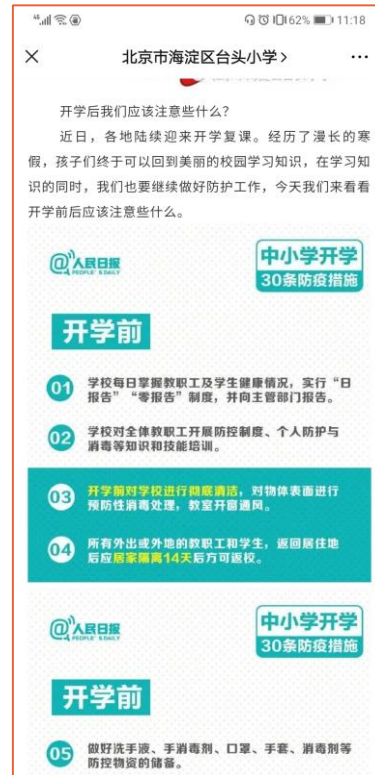 62% 11:18
北京市海淀区台头小学>
开学后我们应该注意些什么？
近日，各地陆续迎来开学复课。经历了漫长的寒
假，孩子们终于可以回到美丽的校园学习知识，在学习知
识的同时，我们也要继续做好防护工作，今天我们来看看
开学前后应该注意些什么。
@人民日报
PEOPLE'S DAILY
中小学开学
30条防疫措施
开学前
01 学校每日掌握教职工及学生健康情况，实行“日
报告”“零报告”制度，并向主管部门报告。
02 学校对全体教职工开展防控制度、个人防护与
消毒等知识和技能培训。
03 开学前对学校进行彻底清洁，对物体表面进行
预防性消毒处理，教室开窗通风。
04 所有外出或外地的教职工和学生，返回居住地
后应居家隔离14天后方可返校。
@人民日报
PEOPLE'S DAILY
中小学开学
30条防疫措施
开学前
05 做好洗手液、手消毒剂、口罩、手套、消毒剂等
防控物资的储备。